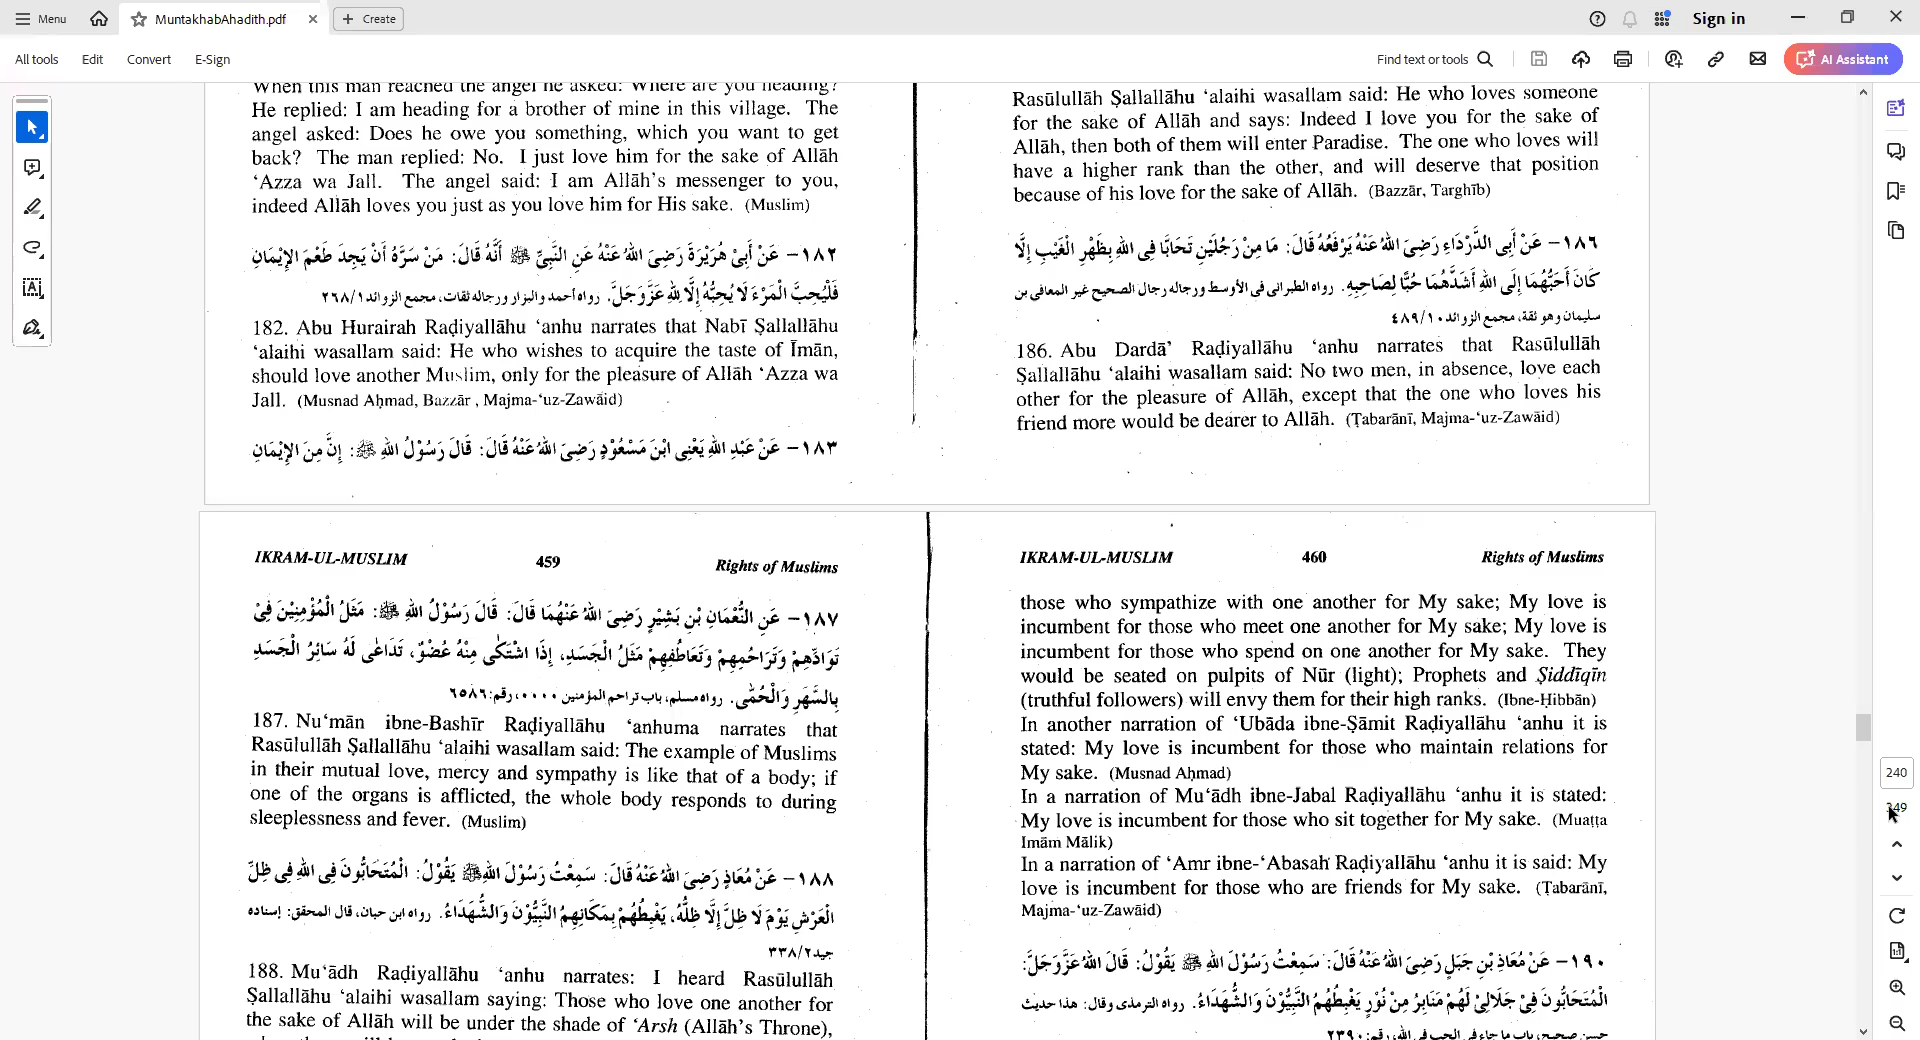 Menu
MuntakhabAhadith.pdf
Create
Sign in
All tools
Edit
Convert
E-Sign
Find text or tools
AI Assistant
When this man reached the angel he asked: Where are you heading?
He replied: I am heading for a brother of mine in this village. The
angel asked: Does he owe you something, which you want to get
back? The man replied: No. I just love him for the sake of Allāh
‘Azza wa Jall. The angel said: I am Allāh’s messenger to you,
indeed Allāh loves you just as you love him for His sake. (Muslim)
١٨٢– عَنْ أَبِىْ هُرَيْرَةَ رَضِىَ اللهُ عَنْهُ عَنِ النَّبِىِّ ﷺ أَنَّهُ قَالَ: مَنْ سَرَّهُ أَنْ يَجِدَ طَعْمَ الإِيْمَانِ
فَلْيُحِبَّ الْمَرْءَ لَا يُحِبُّهُ إِلَّا لِلّٰهِ عَزَّوَجَلَّ. رواه أحمد والبزار ورجاله ثقات، مجمع الزوائد ٢٦٨/١
182. Abu Hurairah Raḍiyallāhu ‘anhu narrates that Nabī Ṣallallāhu
‘alaihi wasallam said: He who wishes to acquire the taste of Īmān,
should love another Muslim, only for the pleasure of Allāh ‘Azza wa
Jall. (Musnad Aḥmad, Bazzār , Majma-‘uz-Zawāid)
١٨٣– عَنْ عَبْدِ اللهِ يَعْنِى ابْنَ مَسْعُوْدٍ رَضِىَ اللهُ عَنْهُ قَالَ: قَالَ رَسُوْلُ اللهِ ﷺ: إِنَّ مِنَ الإِيْمَانِ
Rasūlullāh Ṣallallāhu ‘alaihi wasallam said: He who loves someone
for the sake of Allāh and says: Indeed I love you for the sake of
Allāh, then both of them will enter Paradise. The one who loves will
have a higher rank than the other, and will deserve that position
because of his love for the sake of Allāh. (Bazzār, Targhīb)
١٨٦– عَنْ أَبِى الدَّرْدَاءِ رَضِىَ اللهُ عَنْهُ يَرْفَعُهُ قَالَ: مَا مِنْ رَجُلَيْنِ تَحَابَّا فِى اللهِ بِظَهْرِ الْغَيْبِ إِلَّا
كَانَ أَحَبُّهُمَا إِلَى اللهِ أَشَدَّهُمَا حُبًّا لِصَاحِبِهِ. رواه الطبرانى فى الأوسط ورجاله رجال الصحيح غير المعافى بن
سليمان وهو ثقة، مجمع الزوائد ٤٨٩/١٠
186. Abu Dardā’ Raḍiyallāhu ‘anhu narrates that Rasūlullāh
Ṣallallāhu ‘alaihi wasallam said: No two men, in absence, love each
other for the pleasure of Allāh, except that the one who loves his
friend more would be dearer to Allāh. (Ṭabarānī, Majma-‘uz-Zawāid)
IKRAM-UL-MUSLIM 459 Rights of Muslims
١٨٧– عَنِ النُّعْمَانِ بْنِ بَشِيْرٍ رَضِىَ اللهُ عَنْهُمَا قَالَ: قَالَ رَسُوْلُ اللهِ ﷺ: مَثَلُ الْمُؤْمِنِيْنَ فِىْ
تَوَادِّهِمْ وَتَرَاحُمِهِمْ وَتَعَاطُفِهِمْ مَثَلُ الْجَسَدِ، إِذَا اشْتَكٰى مِنْهُ عُضْوٌ، تَدَاعٰى لَهُ سَائِرُ الْجَسَدِ
بِالسَّهَرِ وَالْحُمّٰى. رواه مسلم، باب تراحم المؤمنين ....، رقم: ٦٥٨٦
187. Nu‘mān ibne-Bashīr Raḍiyallāhu ‘anhuma narrates that
Rasūlullāh Ṣallallāhu ‘alaihi wasallam said: The example of Muslims
in their mutual love, mercy and sympathy is like that of a body; if
one of the organs is afflicted, the whole body responds to during
sleeplessness and fever. (Muslim)
١٨٨– عَنْ مُعَاذٍ رَضِىَ اللهُ عَنْهُ قَالَ: سَمِعْتُ رَسُوْلَ اللهِ ﷺ يَقُوْلُ: الْمُتَحَابُّوْنَ فِى اللهِ فِى ظِلِّ
الْعَرْشِ يَوْمَ لَا ظِلَّ إِلَّا ظِلُّهُ، يَغْبِطُهُمْ بِمَكَانِهِمُ النَّبِيُّوْنَ وَالشُّهَدَاءُ. رواه ابن حبان، قال المحقق: إسناده
جيد ٣٣٨/٢
188. Mu‘ādh Raḍiyallāhu ‘anhu narrates: I heard Rasūlullāh
Ṣallallāhu ‘alaihi wasallam saying: Those who love one another for
the sake of Allāh will be under the shade of ‘Arsh (Allāh’s Throne),
IKRAM-UL-MUSLIM 460 Rights of Muslims
those who sympathize with one another for My sake; My love is
incumbent for those who meet one another for My sake; My love is
incumbent for those who spend on one another for My sake. They
would be seated on pulpits of Nūr (light); Prophets and Ṣiddīqīn
(truthful followers) will envy them for their high ranks. (Ibne-Ḥibbān)
In another narration of ‘Ubāda ibne-Ṣāmit Raḍiyallāhu ‘anhu it is
stated: My love is incumbent for those who maintain relations for
My sake. (Musnad Aḥmad)
In a narration of Mu‘ādh ibne-Jabal Raḍiyallāhu ‘anhu it is stated:
My love is incumbent for those who sit together for My sake. (Muaṭṭa
Imām Mālik)
In a narration of ‘Amr ibne-‘Abasah Raḍiyallāhu ‘anhu it is said: My
love is incumbent for those who are friends for My sake. (Ṭabarānī,
Majma-‘uz-Zawāid)
١٩٠– عَنْ مُعَاذِ بْنِ جَبَلٍ رَضِىَ اللهُ عَنْهُ قَالَ: سَمِعْتُ رَسُوْلَ اللهِ ﷺ يَقُوْلُ: قَالَ اللهُ عَزَّوَجَلَّ:
الْمُتَحَابُّوْنَ فِىْ جَلَالِىْ لَهُمْ مَنَابِرُ مِنْ نُوْرٍ يَغْبِطُهُمُ النَّبِيُّوْنَ وَالشُّهَدَاءُ. رواه الترمذى وقال: هذا حديث
حسن صحيح، باب ما جاء فى الحب فى الله، رقم: ٢٣٩٠
240
349